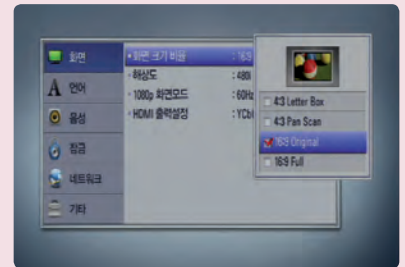 화면
A 언어
음성
잠금
네트워크
기타
• 화면 크기 비율 : 16:9
• 해상도 : 480i
• 1080p 화면모드 : 60Hz
• HDMI 출력설정 : YCb
4:3 Letter Box
4:3 Pan Scan
16:9 Original
16:9 Full